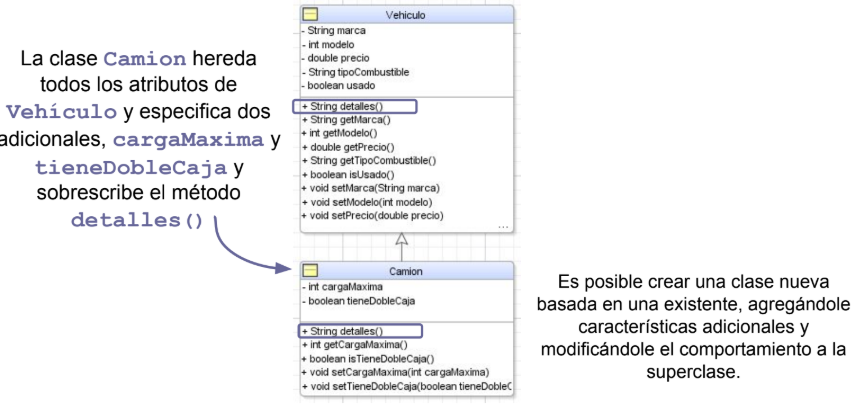 La clase Camion hereda
todos los atributos de
Vehículo y especifica dos
adicionales, cargaMaxima y
tieneDobleCaja y
sobrescribe el método
detalles()
Vehiculo
- String marca
- int modelo
- double precio
- String tipoCombustible
- boolean usado
+ String detalles()
+ String getMarca()
+ int getModelo()
+ double getPrecio()
+ String getTipoCombustible()
+ boolean isUsado()
+ void setMarca(String marca)
+ void setModelo(int modelo)
+ void setPrecio(double precio)
...
Camion
- int cargaMaxima
- boolean tieneDobleCaja
+ String detalles()
+ int getCargaMaxima()
+ boolean isTieneDobleCaja()
+ void setCargaMaxima(int cargaMaxima)
+ void setTieneDobleCaja(boolean tieneDobleC
Es posible crear una clase nueva
basada en una existente, agregándole
características adicionales y
modificándole el comportamiento a la
superclase.